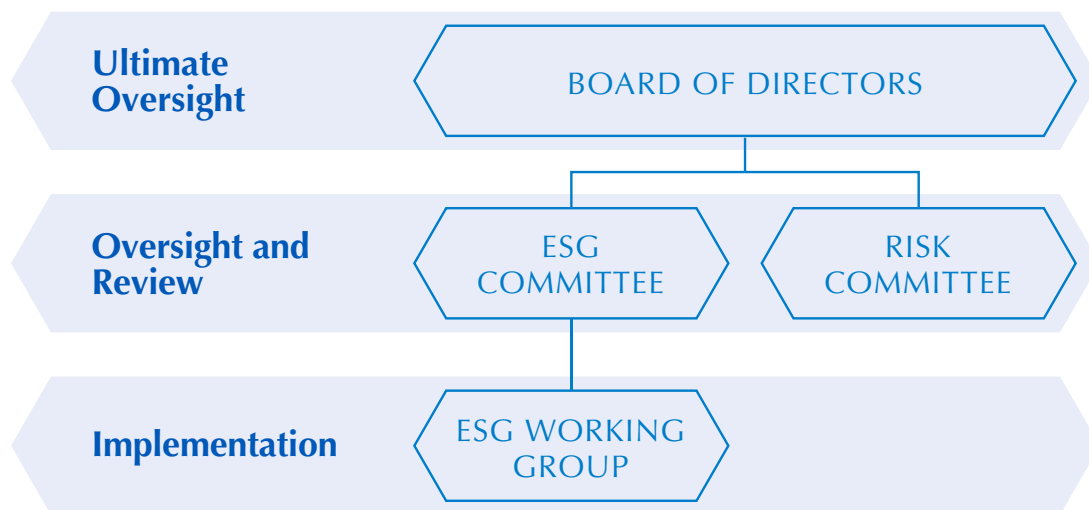 Ultimate
Oversight
BOARD OF DIRECTORS
Oversight and
Review
ESG
COMMITTEE
RISK
COMMITTEE
Implementation
ESG WORKING
GROUP